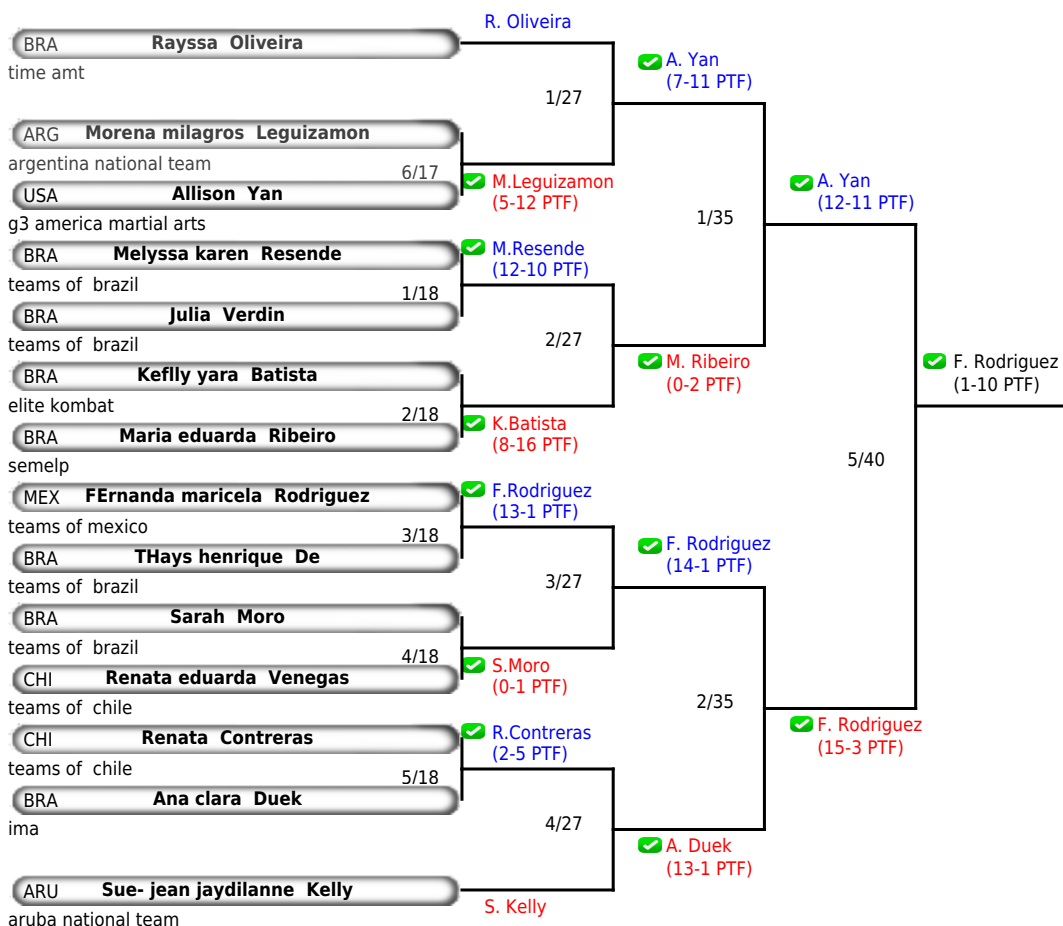 R. Oliveira
BRA Rayssa Oliveira
time amt
A. Yan
(7-11 PTF)
1/27
ARG Morena milagros Leguizamon
argentina national team
6/17
M.Leguizamon
(5-12 PTF)
USA Allison Yan
g3 america martial arts
A. Yan
(12-11 PTF)
1/35
BRA Melyssa karen Resende
teams of brazil
M.Resende
(12-10 PTF)
1/18
BRA Julia Verdin
teams of brazil
2/27
BRA Keflly yara Batista
elite kombat
M. Ribeiro
(0-2 PTF)
F. Rodriguez
(1-10 PTF)
2/18
K.Batista
(8-16 PTF)
BRA Maria eduarda Ribeiro
semelp
5/40
MEX FErnanda maricela Rodriguez
teams of mexico
F.Rodriguez
(13-1 PTF)
3/18
BRA THays henrique De
teams of brazil
F. Rodriguez
(14-1 PTF)
3/27
BRA Sarah Moro
teams of brazil
4/18
S.Moro
(0-1 PTF)
CHI Renata eduarda Venegas
teams of chile
2/35
F. Rodriguez
(15-3 PTF)
CHI Renata Contreras
teams of chile
R.Contreras
(2-5 PTF)
5/18
BRA Ana clara Duek
ima
4/27
A. Duek
(13-1 PTF)
ARU Sue- jean jaydilanne Kelly
aruba national team
S. Kelly